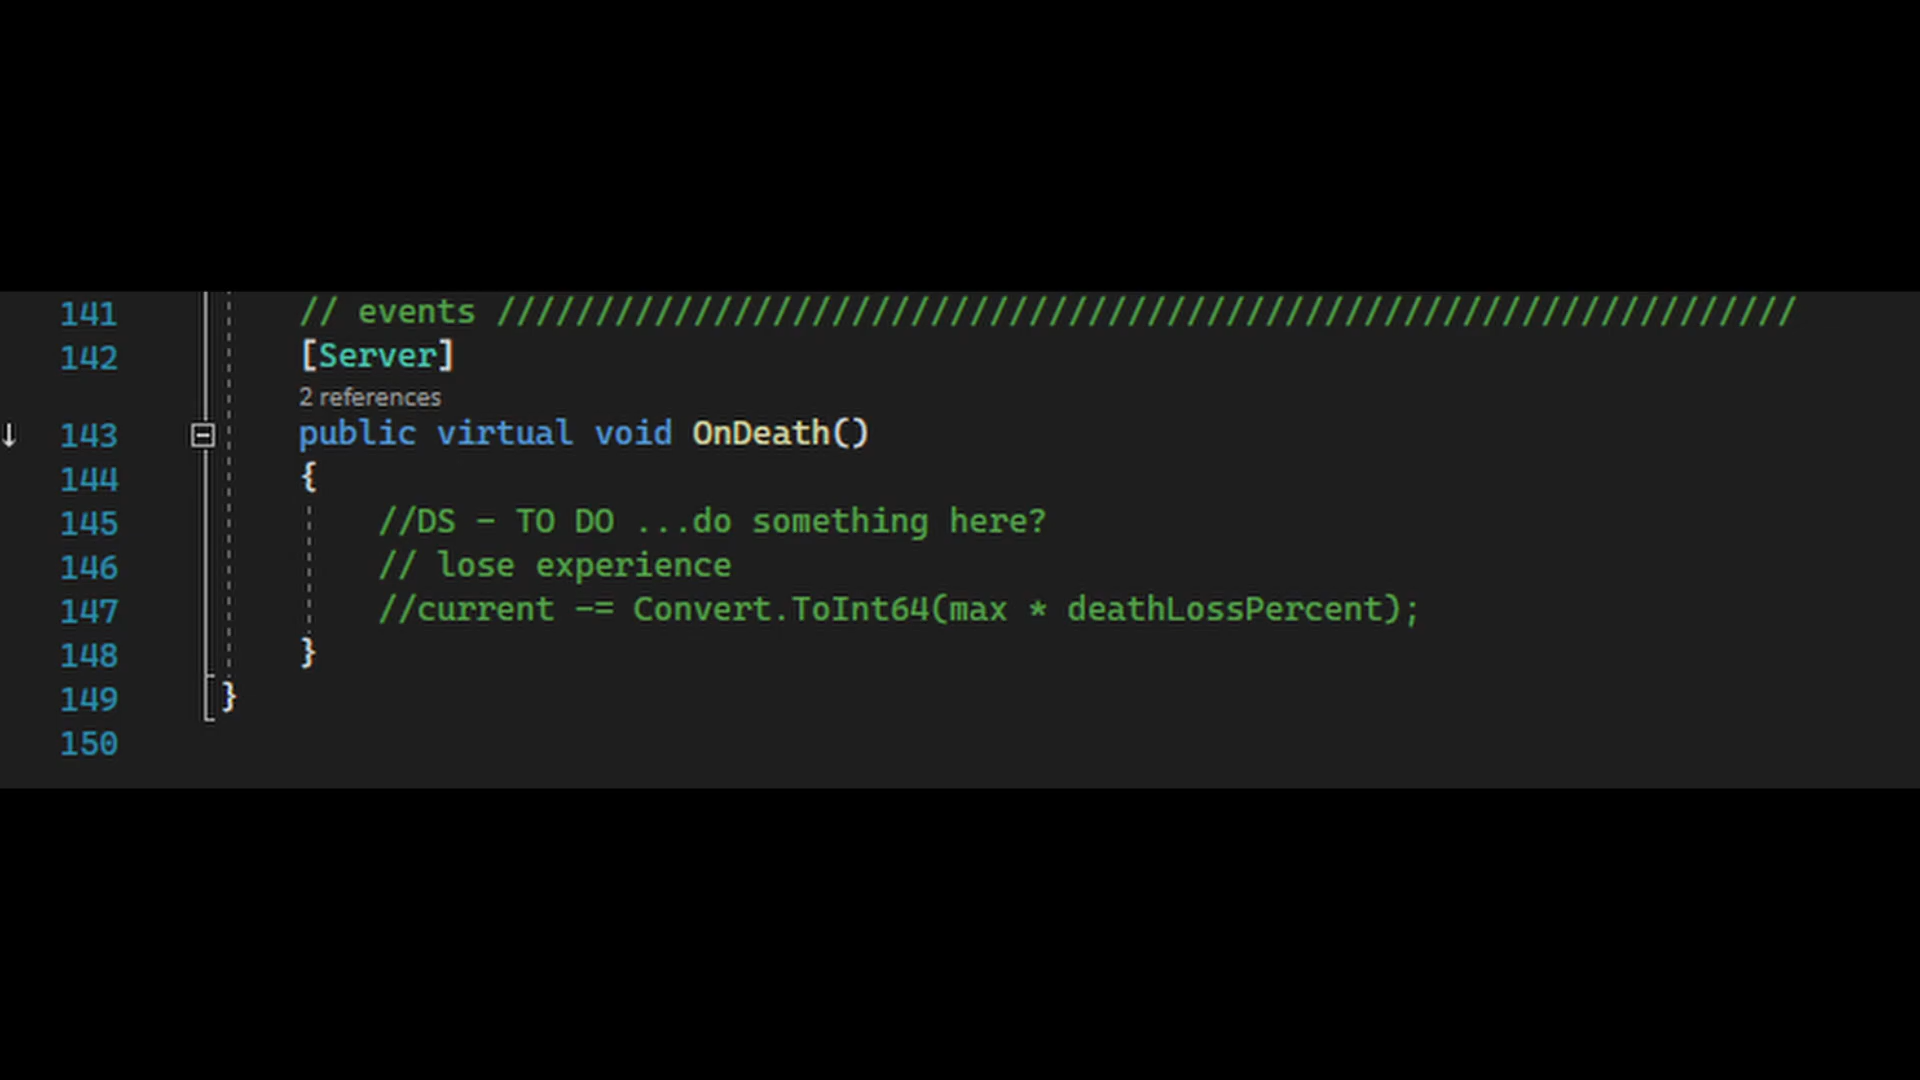 141 // events //////////////////////////////////////////////////////////////////
142 [Server]
2 references
143 public virtual void OnDeath()
144 {
145 //DS - TO DO ...do something here?
146 // lose experience
147 //current -= Convert.ToInt64(max * deathLossPercent);
148 }
149 }
150